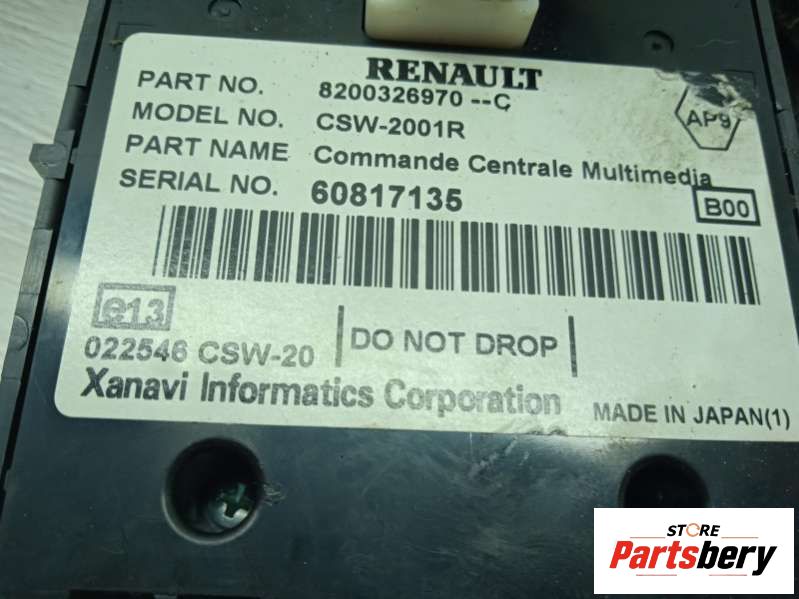 RENAULT
PART NO. 8200326970 --C
AP9
MODEL NO. CSW-2001R
PART NAME Commande Centrale Multimedia
SERIAL NO. 60817135
B00
e13
022546 CSW-20
DO NOT DROP
Xanavi Informatics Corporation
MADE IN JAPAN(1)
STORE
Partsbery